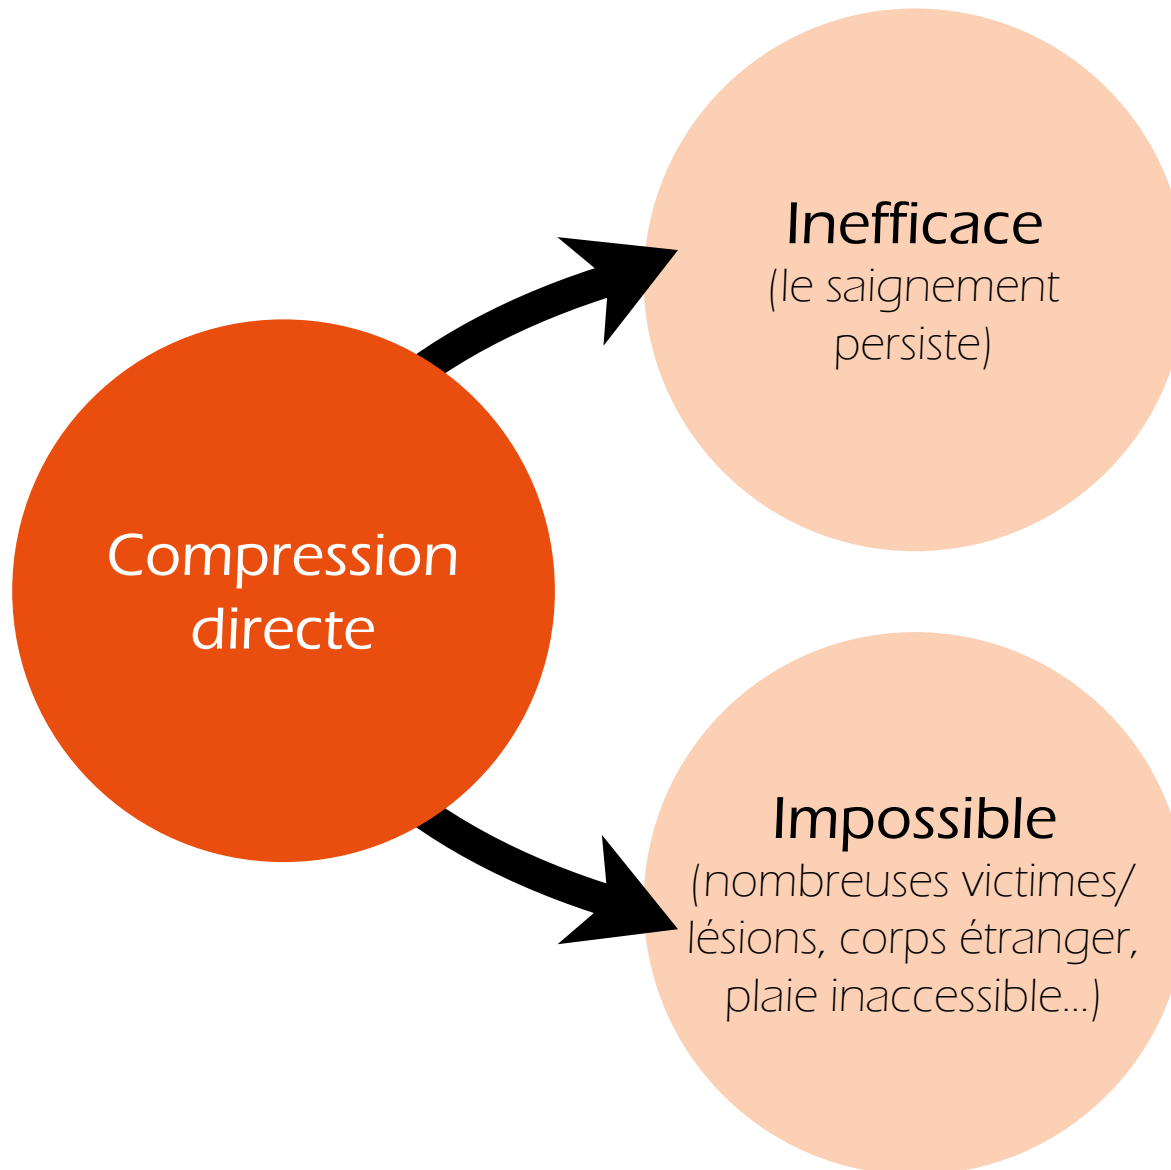 Compression
directe
Inefficace
(le saignement
persiste)
Impossible
(nombreuses victimes/
lésions, corps étranger,
plaie inaccessible...)